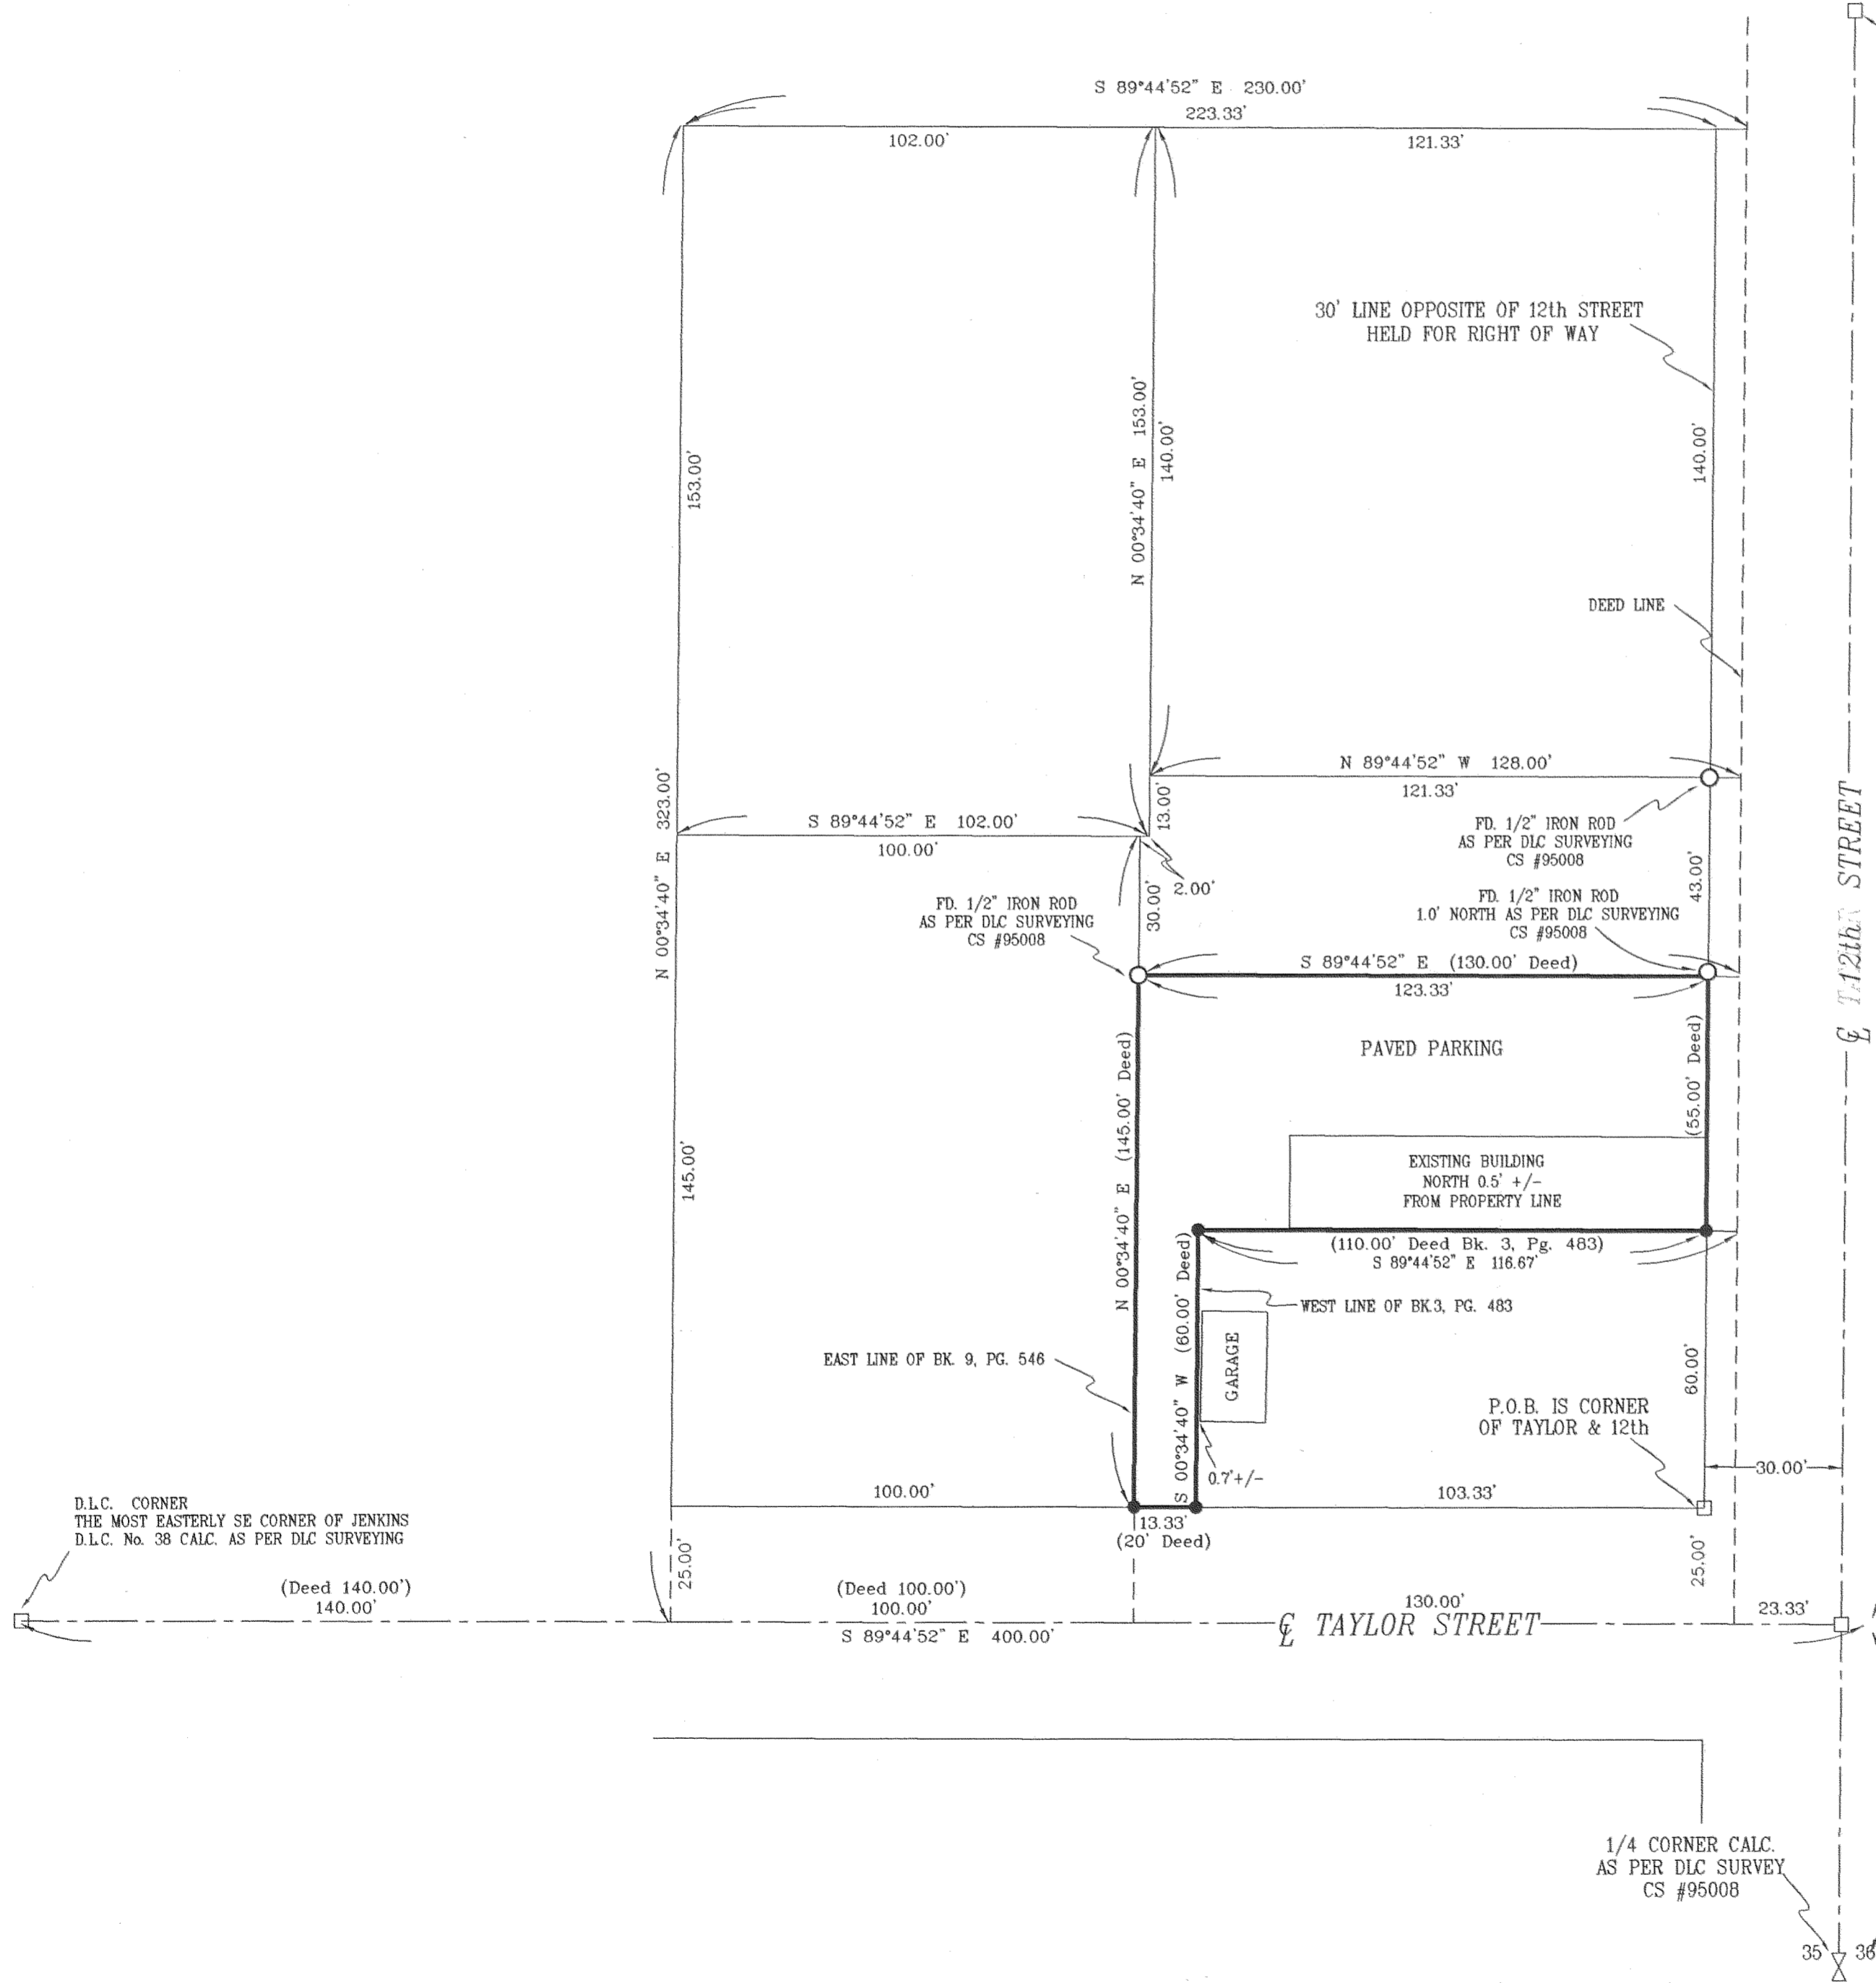 S 89°44'52" E 230.00'
223.33'
102.00'
121.33'
30' LINE OPPOSITE OF 12th STREET
HELD FOR RIGHT OF WAY
N 00°34'40" E 153.00'
140.00'
140.00'
153.00'
DEED LINE
N 89°44'52" W 128.00'
121.33'
N 00°34'40" E 323.00'
S 89°44'52" E 102.00'
100.00'
13.00'
2.00'
30.00'
FD. 1/2" IRON ROD
AS PER DLC SURVEYING
CS #95008
43.00'
FD. 1/2" IRON ROD
1.0' NORTH AS PER DLC SURVEYING
CS #95008
FD. 1/2" IRON ROD
AS PER DLC SURVEYING
CS #95008
S 89°44'52" E (130.00' Deed)
123.33'
℄ 12th STREET
PAVED PARKING
(55.00' Deed)
N 00°34'40" E (145.00' Deed)
145.00'
EXISTING BUILDING
NORTH 0.5' +/-
FROM PROPERTY LINE
(110.00' Deed Bk. 3, Pg. 483)
S 89°44'52" E 116.67'
S 00°34'40" W (60.00' Deed)
WEST LINE OF BK.3, PG. 483
GARAGE
EAST LINE OF BK. 9, PG. 546
60.00'
P.O.B. IS CORNER
OF TAYLOR & 12th
30.00'
0.7'+/-
100.00'
103.33'
13.33'
(20' Deed)
D.L.C. CORNER
THE MOST EASTERLY SE CORNER OF JENKINS
D.L.C. No. 38 CALC. AS PER DLC SURVEYING
25.00'
25.00'
(Deed 140.00')
140.00'
(Deed 100.00')
100.00'
130.00'
23.33'
S 89°44'52" E 400.00'
℄ TAYLOR STREET
1/4 CORNER CALC.
AS PER DLC SURVEY
CS #95008
35
36